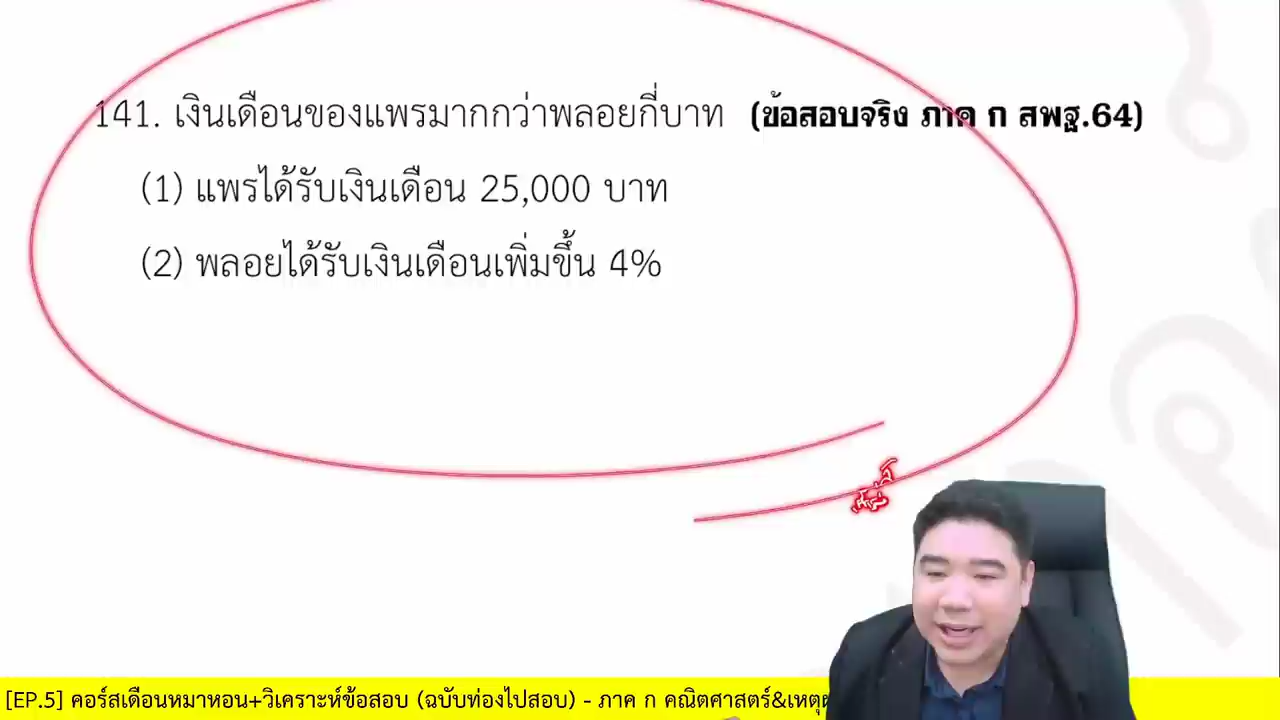 141. เงินเดือนของแพรมากกว่าพลอยกี่บาท (ข้อสอบจริง ภาค ก สพฐ.64)
(1) แพรได้รับเงินเดือน 25,000 บาท
(2) พลอยได้รับเงินเดือนเพิ่มขึ้น 4%
[EP.5] คอร์สเดือนหมาหอน+วิเคราะห์ข้อสอบ (ฉบับท่องไปสอบ) - ภาค ก คณิตศาสตร์